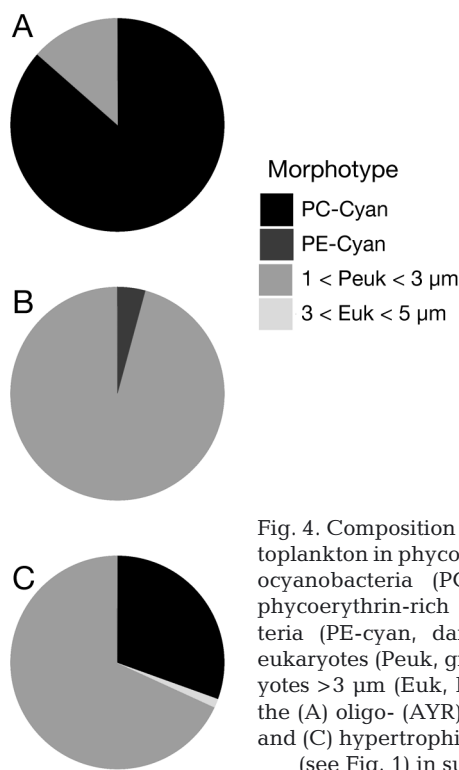 A
Morphotype
PC-Cyan
PE-Cyan
1 < Peuk < 3 µm
3 < Euk < 5 µm
B
C
Fig. 4. Composition
toplankton in phyco
ocyanobacteria (PC
phycoerythrin-rich
teria (PE-cyan, da
eukaryotes (Peuk, g
yotes >3 µm (Euk,
the (A) oligo- (AYR)
and (C) hypertrophi
(see Fig. 1) in su